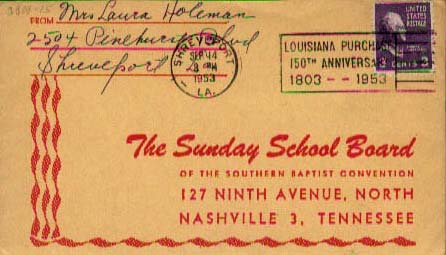 3814-15
FROM Mrs Laura Holeman
2504 Pinehurst Blvd
Shreveport
SHREVEPORT
SEP 14
PM
1953
LA.
LOUISIANA PURCHASE
150TH ANNIVERSARY
1803 - - 1953
UNITED
STATES
POSTAGE
3 CENTS 3
The Sunday School Board
OF THE SOUTHERN BAPTIST CONVENTION
127 NINTH AVENUE, NORTH
NASHVILLE 3, TENNESSEE